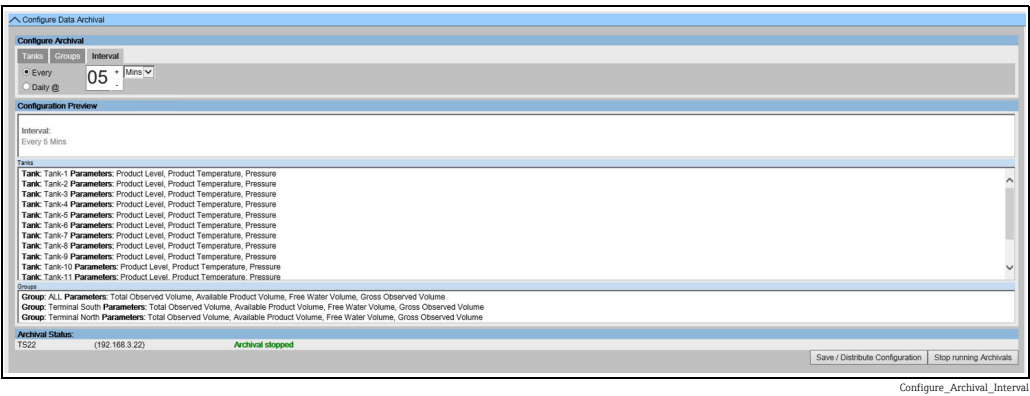 Configure Data Archival
Configure Archival
Tanks Groups Interval
Every
Daily @
05 + - Mins
Configuration Preview
Interval:
Every 5 Mins
Tanks
Tank: Tank-1 Parameters: Product Level, Product Temperature, Pressure
Tank: Tank-2 Parameters: Product Level, Product Temperature, Pressure
Tank: Tank-3 Parameters: Product Level, Product Temperature, Pressure
Tank: Tank-4 Parameters: Product Level, Product Temperature, Pressure
Tank: Tank-5 Parameters: Product Level, Product Temperature, Pressure
Tank: Tank-6 Parameters: Product Level, Product Temperature, Pressure
Tank: Tank-7 Parameters: Product Level, Product Temperature, Pressure
Tank: Tank-8 Parameters: Product Level, Product Temperature, Pressure
Tank: Tank-9 Parameters: Product Level, Product Temperature, Pressure
Tank: Tank-10 Parameters: Product Level, Product Temperature, Pressure
Tank: Tank-11 Parameters: Product Level, Product Temperature, Pressure
Groups
Group: ALL Parameters: Total Observed Volume, Available Product Volume, Free Water Volume, Gross Observed Volume
Group: Terminal South Parameters: Total Observed Volume, Available Product Volume, Free Water Volume, Gross Observed Volume
Group: Terminal North Parameters: Total Observed Volume, Available Product Volume, Free Water Volume, Gross Observed Volume
Archival Status:
TS22 (192.168.3.22) Archival stopped
Save / Distribute Configuration Stop running Archivals
Configure_Archival_Interval